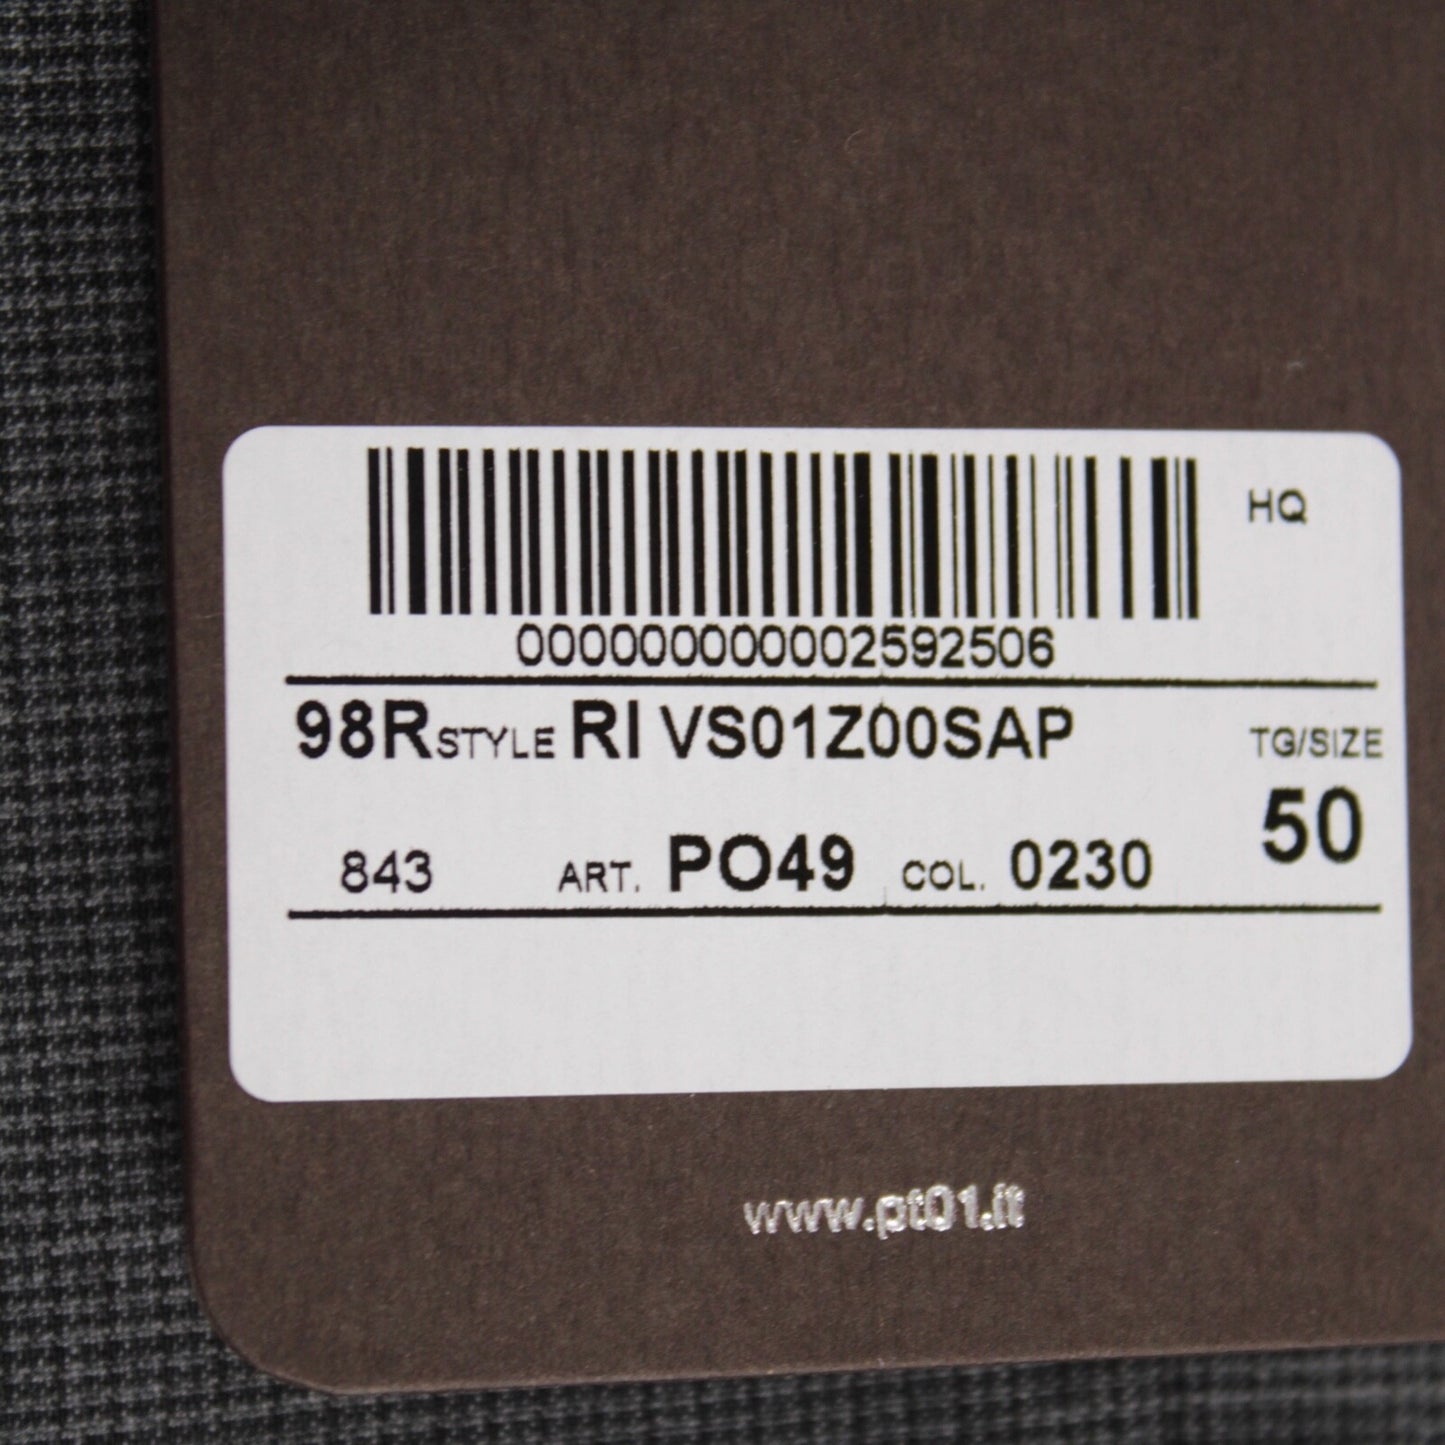 HQ
000000000002592506
98R STYLE RI VS01Z00SAP TG/SIZE
50
843 ART. PO49 COL. 0230
www.pt01.it